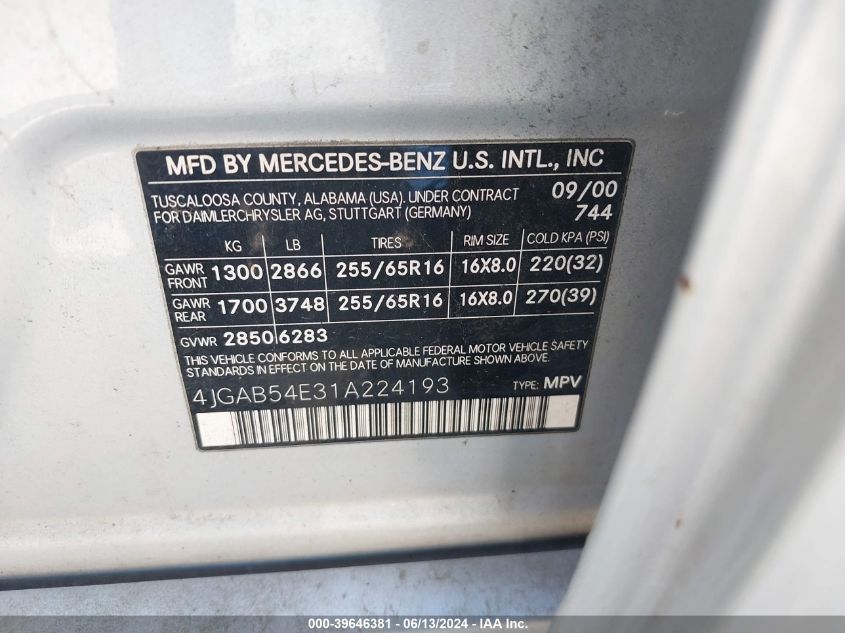 MFD BY MERCEDES-BENZ U.S. INTL., INC
TUSCALOOSA COUNTY, ALABAMA (USA). UNDER CONTRACT 09/00
FOR DAIMLERCHRYSLER AG, STUTTGART (GERMANY) 744
KG LB TIRES RIM SIZE COLD KPA (PSI)
GAWR FRONT 1300 2866 255/65R16 16X8.0 220(32)
GAWR REAR 1700 3748 255/65R16 16X8.0 270(39)
GVWR 2850 6283
THIS VEHICLE CONFORMS TO ALL APPLICABLE FEDERAL MOTOR VEHICLE SAFETY
STANDARDS IN EFFECT ON THE DATE OF MANUFACTURE SHOWN ABOVE.
4JGAB54E31A224193 TYPE: MPV
000-39646381 - 06/13/2024 - IAA Inc.